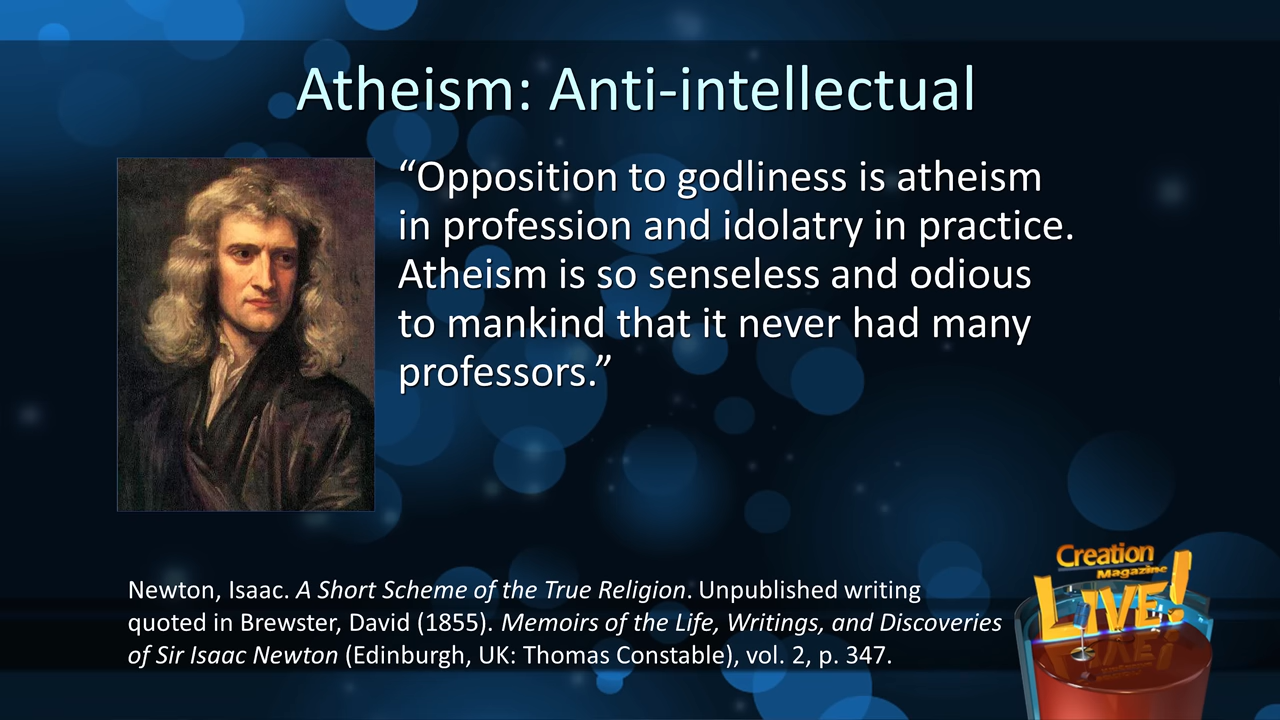 Atheism: Anti-intellectual
“Opposition to godliness is atheism
in profession and idolatry in practice.
Atheism is so senseless and odious
to mankind that it never had many
professors.”
Newton, Isaac. A Short Scheme of the True Religion. Unpublished writing
quoted in Brewster, David (1855). Memoirs of the Life, Writings, and Discoveries
of Sir Isaac Newton (Edinburgh, UK: Thomas Constable), vol. 2, p. 347.
Creation
Magazine
LIVE!